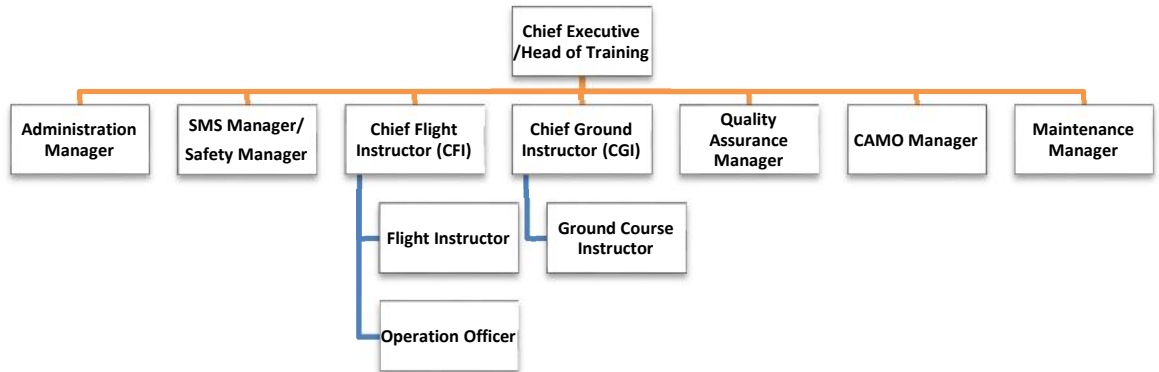 Chief Executive
/Head of Training
Administration
Manager
SMS Manager/
Safety Manager
Chief Flight
Instructor (CFI)
Chief Ground
Instructor (CGI)
Quality
Assurance
Manager
CAMO Manager
Maintenance
Manager
Flight Instructor
Ground Course
Instructor
Operation Officer